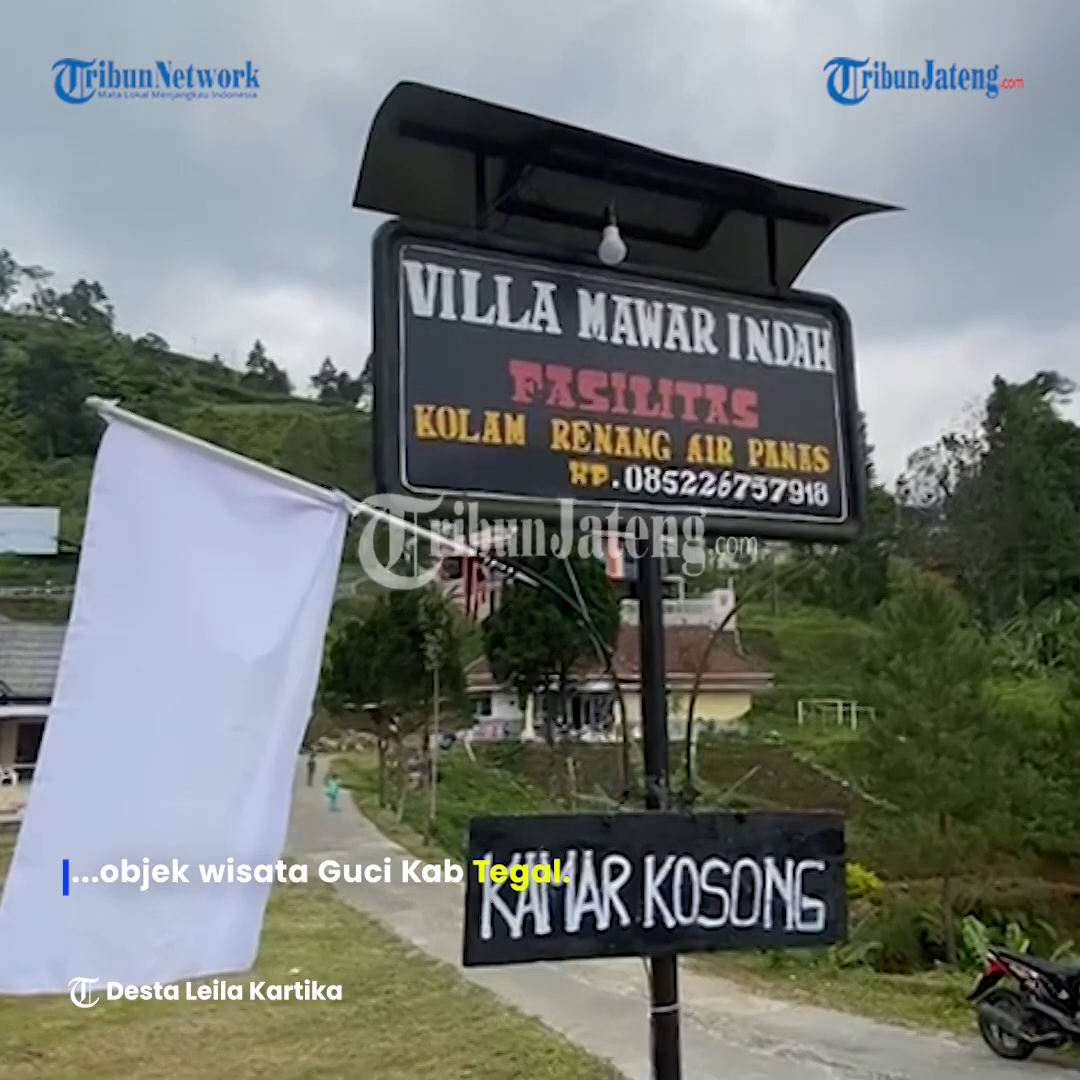 TribunNetwork
Mata Lokal Menjangkau Indonesia
TribunJateng.com
VILLA MAWAR INDAH
FASILITAS
KOLAM RENANG AIR PANAS
HP. 085226757918
TribunJateng.com
KAMAR KOSONG
...objek wisata Guci Kab Tegal.
Desta Leila Kartika